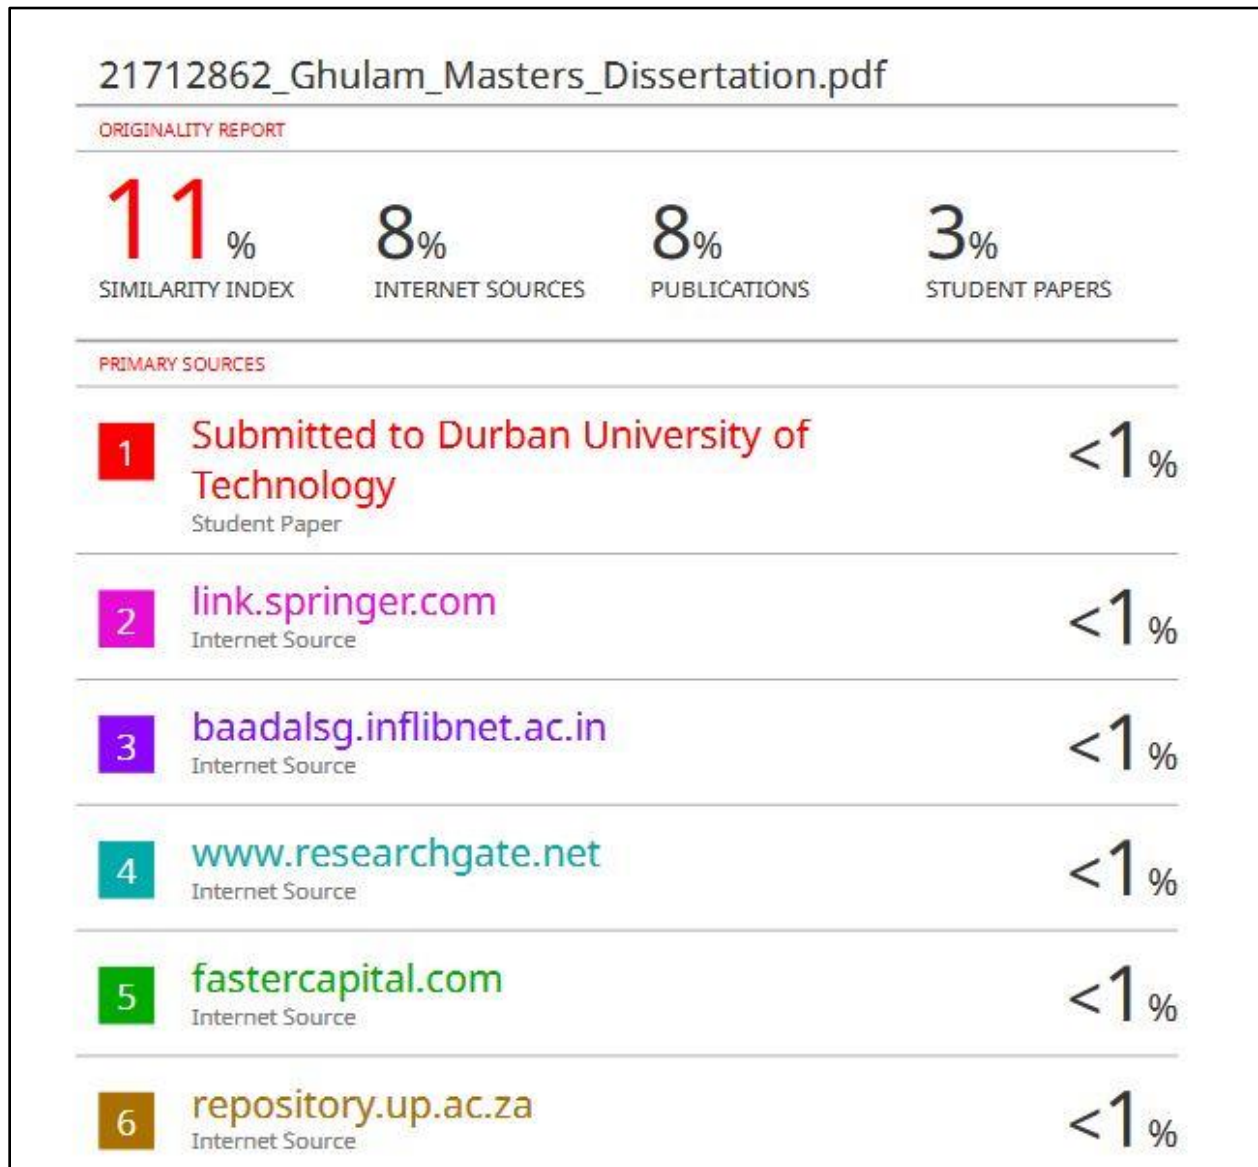 21712862_Ghulam_Masters_Dissertation.pdf
ORIGINALITY REPORT
11% 8% 8% 3%
SIMILARITY INDEX INTERNET SOURCES PUBLICATIONS STUDENT PAPERS
PRIMARY SOURCES
1 Submitted to Durban University of <1%
Technology
Student Paper
2 link.springer.com <1%
Internet Source
3 baadalsg.inflibnet.ac.in <1%
Internet Source
4 www.researchgate.net <1%
Internet Source
5 fastercapital.com <1%
Internet Source
6 repository.up.ac.za <1%
Internet Source